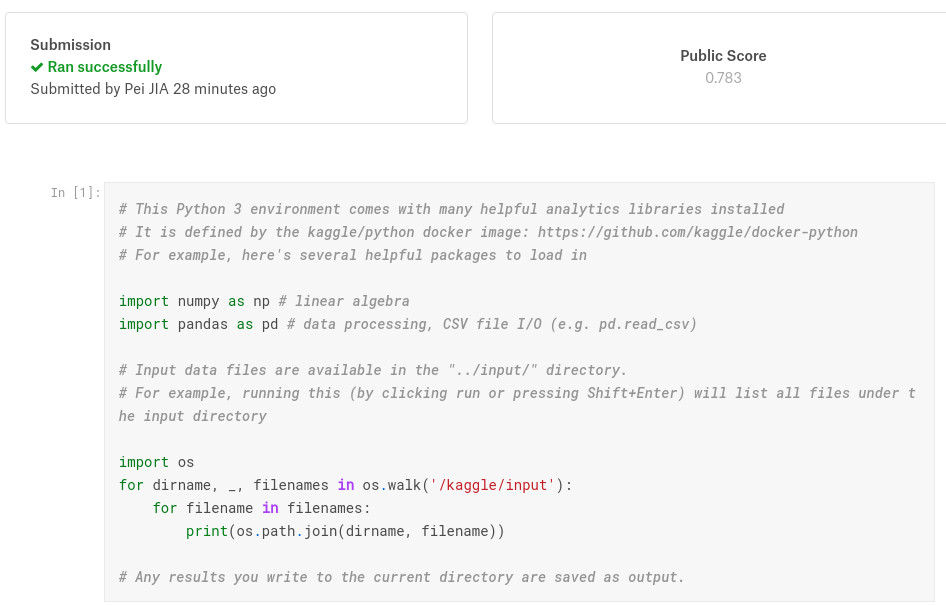 Submission
✔ Ran successfully
Submitted by Pei JIA 28 minutes ago
Public Score
0.783
In [1]:
# This Python 3 environment comes with many helpful analytics libraries installed
# It is defined by the kaggle/python docker image: https://github.com/kaggle/docker-python
# For example, here's several helpful packages to load in

import numpy as np # linear algebra
import pandas as pd # data processing, CSV file I/O (e.g. pd.read_csv)

# Input data files are available in the "../input/" directory.
# For example, running this (by clicking run or pressing Shift+Enter) will list all files under t
he input directory

import os
for dirname, _, filenames in os.walk('/kaggle/input'):
    for filename in filenames:
        print(os.path.join(dirname, filename))

# Any results you write to the current directory are saved as output.